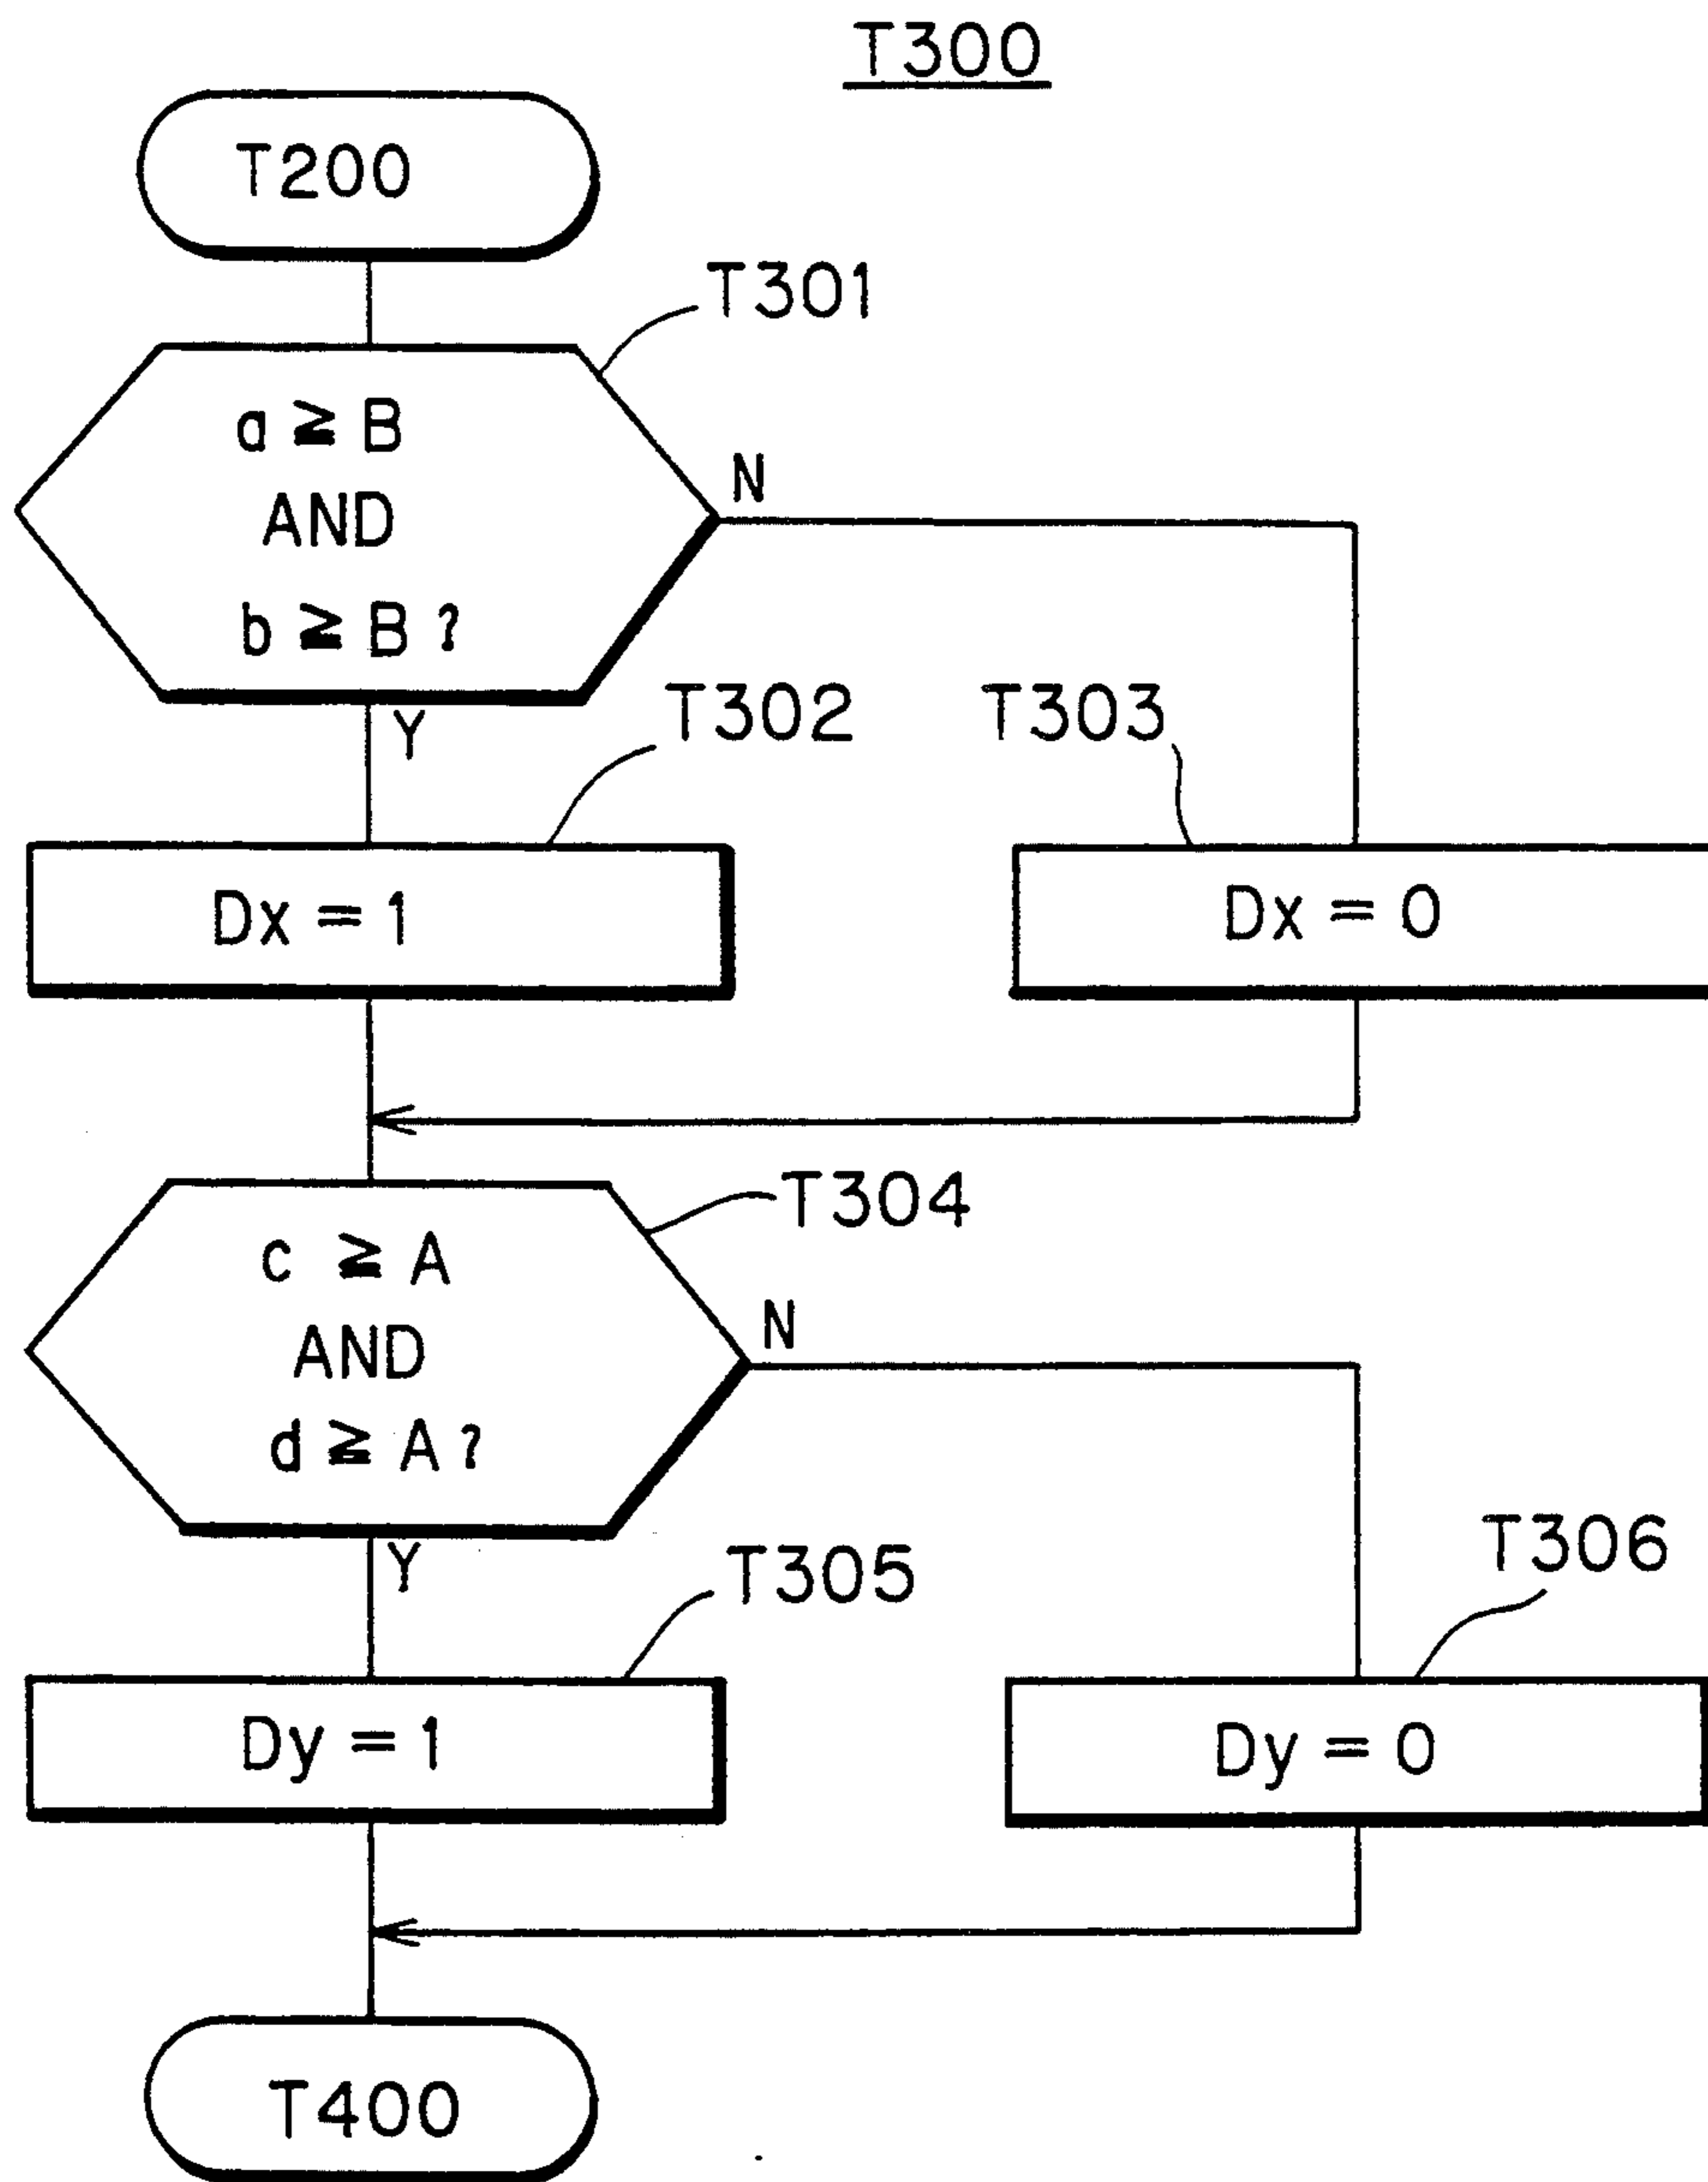 T300
T200
T301
a ≧ B
AND
b ≧ B ?
N
Y
T302
T303
Dx = 1
Dx = 0
T304
c ≧ A
AND
d ≧ A ?
N
Y
T305
T306
Dy = 1
Dy = 0
T400